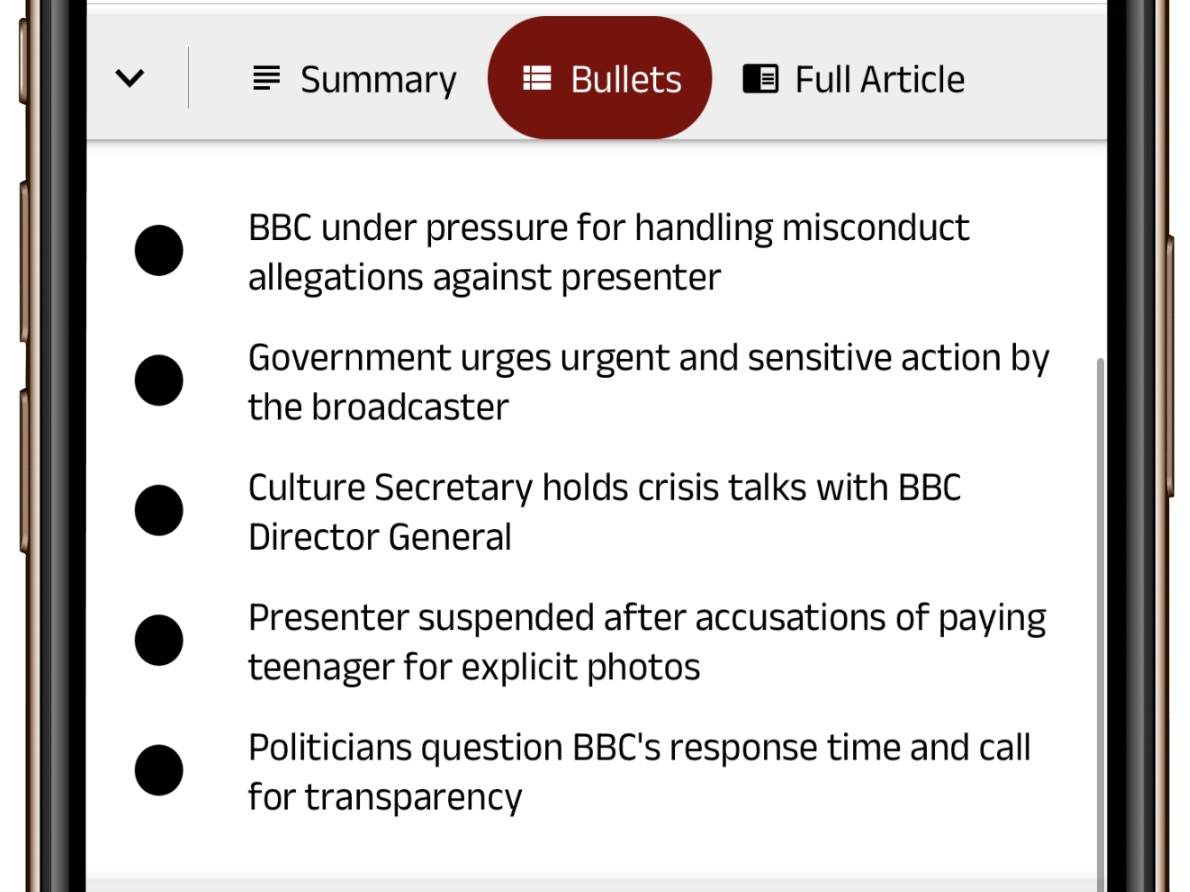 Summary Bullets Full Article
BBC under pressure for handling misconduct
allegations against presenter
Government urges urgent and sensitive action by
the broadcaster
Culture Secretary holds crisis talks with BBC
Director General
Presenter suspended after accusations of paying
teenager for explicit photos
Politicians question BBC's response time and call
for transparency